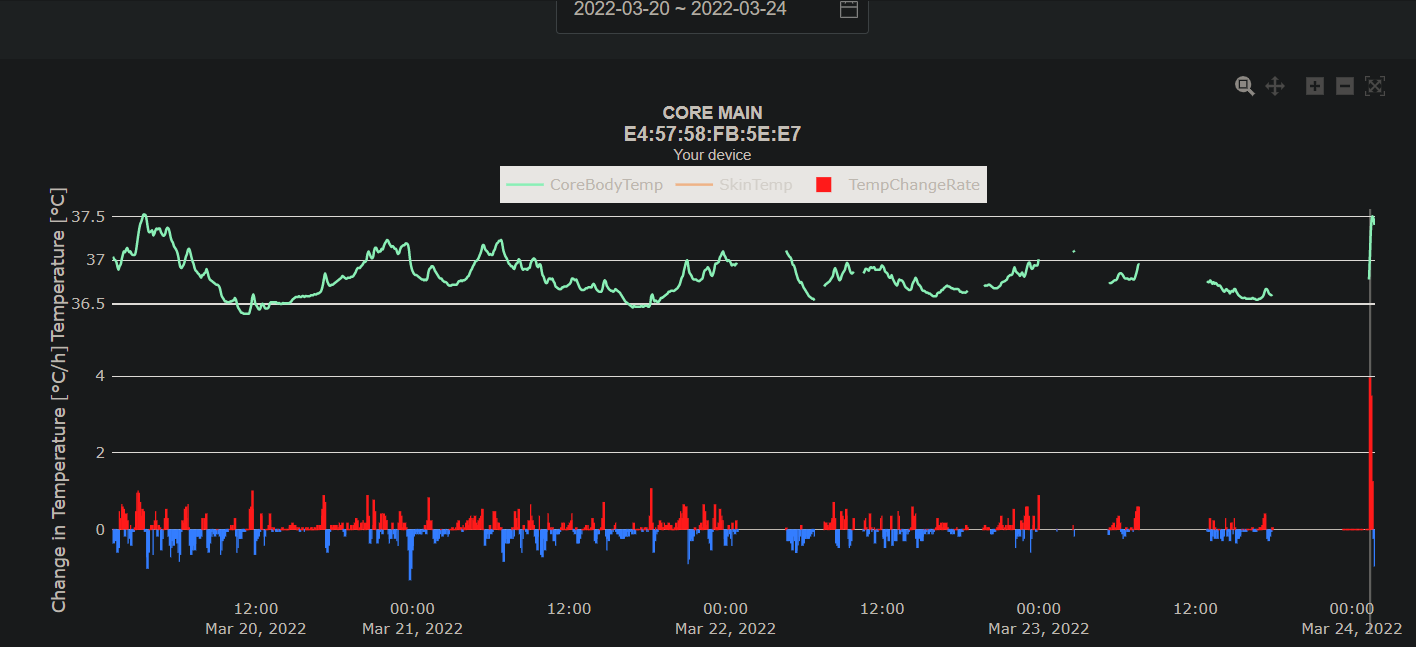 2022-03-20 ~ 2022-03-24
CORE MAIN
E4:57:58:FB:5E:E7
Your device
CoreBodyTemp SkinTemp TempChangeRate
Temperature [°C]
37.5
37
36.5
Change in Temperature [°C/h]
4
2
0
12:00 00:00 12:00 00:00 12:00 00:00 12:00 00:00
Mar 20, 2022 Mar 21, 2022 Mar 22, 2022 Mar 23, 2022 Mar 24, 2022